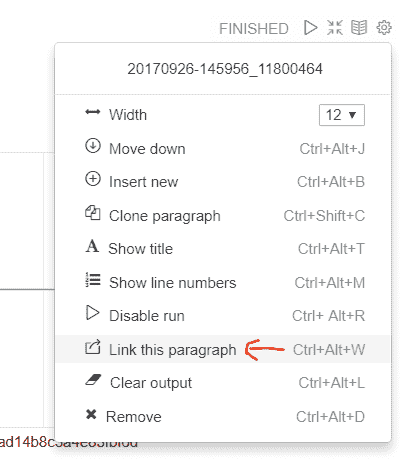 FINISHED
20170926-145956_11800464
Width 12
Move down Ctrl+Alt+J
Insert new Ctrl+Alt+B
Clone paragraph Ctrl+Shift+C
Show title Ctrl+Alt+T
Show line numbers Ctrl+Alt+M
Disable run Ctrl+ Alt+R
Link this paragraph Ctrl+Alt+W
Clear output Ctrl+Alt+L
Remove Ctrl+Alt+D